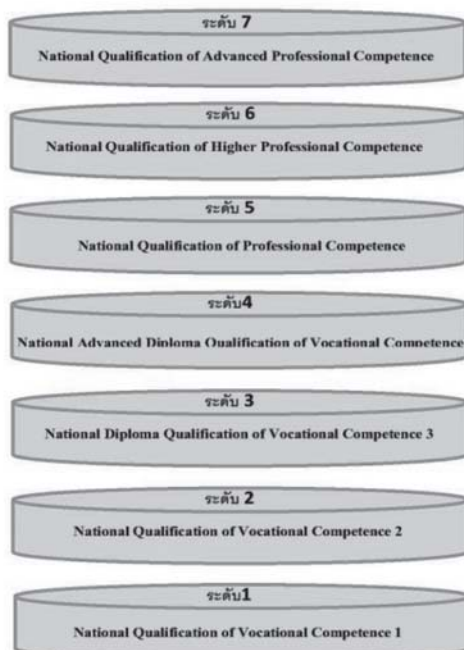 ระดับ 7
National Qualification of Advanced Professional Competence
ระดับ 6
National Qualification of Higher Professional Competence
ระดับ 5
National Qualification of Professional Competence
ระดับ4
National Advanced Diploma Qualification of Vocational Competence
ระดับ 3
National Diploma Qualification of Vocational Competence 3
ระดับ 2
National Qualification of Vocational Competence 2
ระดับ1
National Qualification of Vocational Competence 1